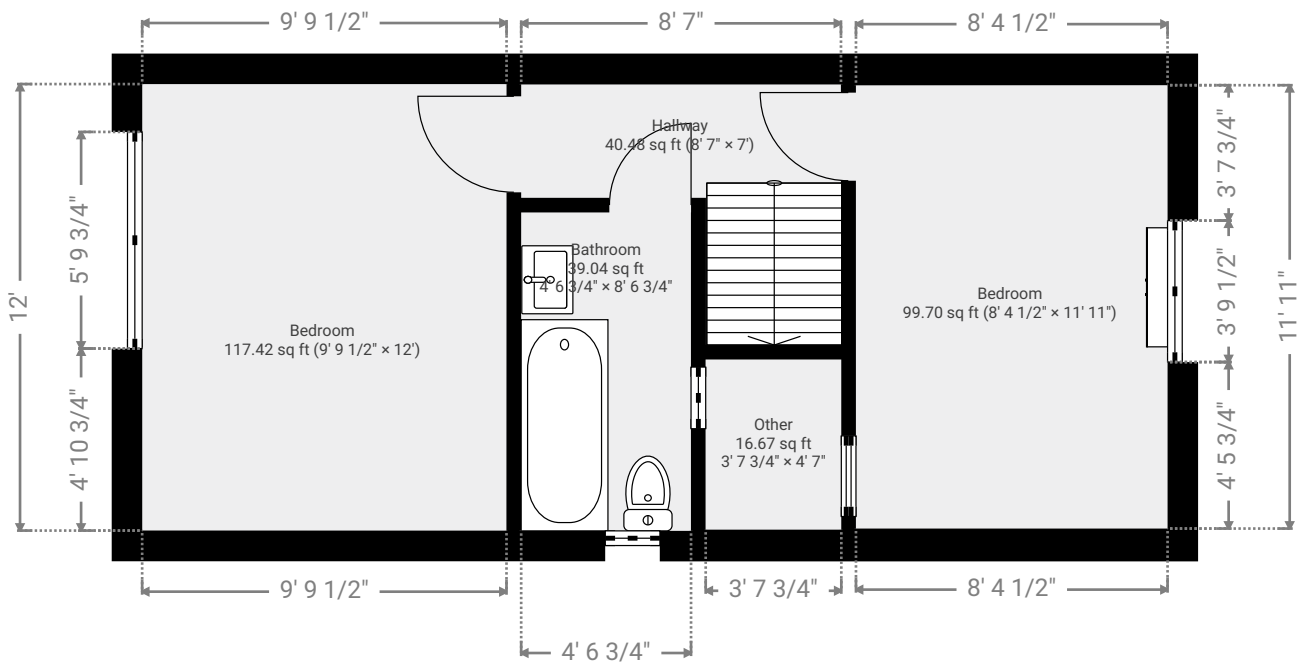 9' 9 1/2"
8' 7"
8' 4 1/2"
12'
5' 9 3/4"
4' 10 3/4"
Hallway
40.48 sq ft (8' 7" × 7')
Bathroom
39.04 sq ft
4' 6 3/4" × 8' 6 3/4"
Bedroom
117.42 sq ft (9' 9 1/2" × 12')
Bedroom
99.70 sq ft (8' 4 1/2" × 11' 11")
Other
16.67 sq ft
3' 7 3/4" × 4' 7"
3' 7 3/4"
3' 9 1/2"
4' 5 3/4"
11' 11"
9' 9 1/2"
3' 7 3/4"
8' 4 1/2"
4' 6 3/4"